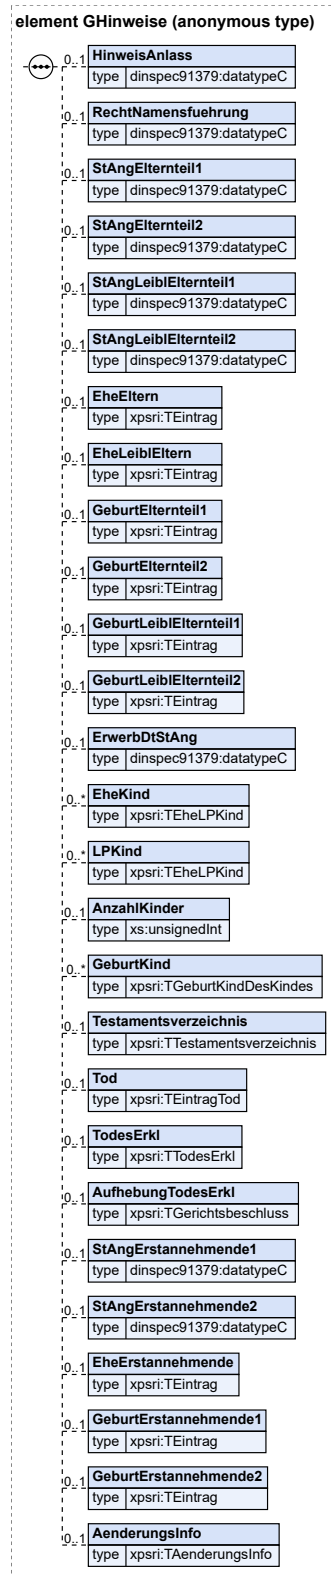 element GHinweise (anonymous type)
0..1 HinweisAnlass
type dinspec91379:datatypeC
0..1 RechtNamensfuehrung
type dinspec91379:datatypeC
0..1 StAngElternteil1
type dinspec91379:datatypeC
0..1 StAngElternteil2
type dinspec91379:datatypeC
0..1 StAngLeiblElternteil1
type dinspec91379:datatypeC
0..1 StAngLeiblElternteil2
type dinspec91379:datatypeC
0..1 EheEltern
type xpsri:TEintrag
0..1 EheLeiblEltern
type xpsri:TEintrag
0..1 GeburtElternteil1
type xpsri:TEintrag
0..1 GeburtElternteil2
type xpsri:TEintrag
0..1 GeburtLeiblElternteil1
type xpsri:TEintrag
0..1 GeburtLeiblElternteil2
type xpsri:TEintrag
0..1 ErwerbDtStAng
type dinspec91379:datatypeC
0..* EheKind
type xpsri:TEheLPKind
0..* LPKind
type xpsri:TEheLPKind
0..1 AnzahlKinder
type xs:unsignedInt
0..* GeburtKind
type xpsri:TGeburtKindDesKindes
0..1 Testamentsverzeichnis
type xpsri:TTestamentsverzeichnis
0..1 Tod
type xpsri:TEintragTod
0..1 TodesErkl
type xpsri:TTodesErkl
0..1 AufhebungTodesErkl
type xpsri:TGerichtsbeschluss
0..1 StAngErstannehmende1
type dinspec91379:datatypeC
0..1 StAngErstannehmende2
type dinspec91379:datatypeC
0..1 EheErstannehmende
type xpsri:TEintrag
0..1 GeburtErstannehmende1
type xpsri:TEintrag
0..1 GeburtErstannehmende2
type xpsri:TEintrag
0..1 AenderungsInfo
type xpsri:TAenderungsInfo